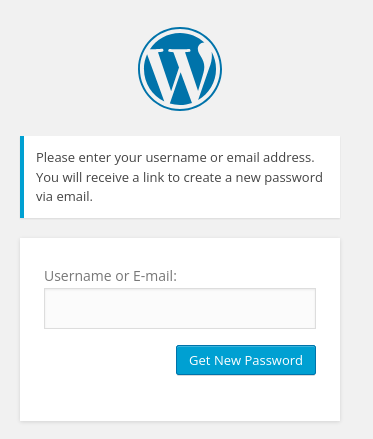 Please enter your username or email address.
You will receive a link to create a new password
via email.
Username or E-mail:
Get New Password